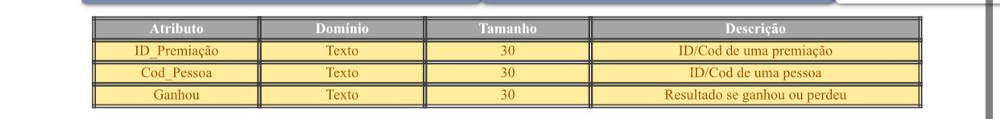 Atributo Domínio Tamanho Descrição
ID_Premiação Texto 30 ID/Cod de uma premiação
Cod_Pessoa Texto 30 ID/Cod de uma pessoa
Ganhou Texto 30 Resultado se ganhou ou perdeu